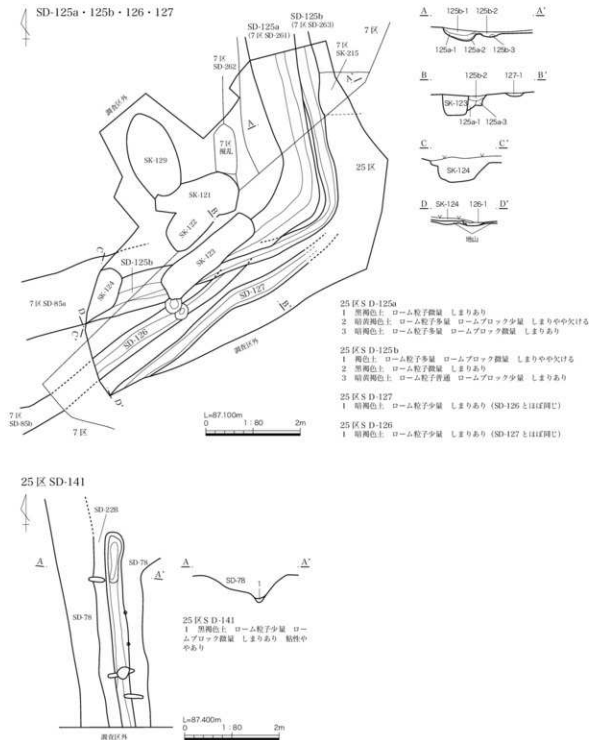 SD-125a・125b・126・127
SD-125a
(7区SD-261)
SD-125b
(7区SD-263)
7区
SD-262
7区
SK-215
調査区外
A
A'
7区
SK-129
7区
撹乱
25区
SK-121
SK-122
B
SK-123
C'
SD-125b
SK-124
7区SD-85a
D
C
SD-127
B'
SD-126
調査区外
D'
7区
SD-85b
7区
L=87.100m
0 1:80 2m
A 125b-1 125b-2 A'
125a-1 125a-2 125b-3
B 125b-2 127-1 B'
SK-123
125a-1 125a-3
C C'
SK-124
D SK-124 126-1 D'
地山
25区SD-125a
1 黒褐色土 ローム粒子微量 しまりあり
2 暗黄褐色土 ローム粒子多量 ロームブロック少量 しまりやや欠ける
3 暗褐色土 ローム粒子多量 ロームブロック微量 しまりあり
25区SD-125b
1 褐色土 ローム粒子多量 ロームブロック微量 しまりやや欠ける
2 黒褐色土 ローム粒子微量 しまりあり
3 暗黄褐色土 ローム粒子普通 ロームブロック少量 しまりあり
25区SD-127
1 暗褐色土 ローム粒子少量 しまりあり(SD-126とほぼ同じ)
25区SD-126
1 暗褐色土 ローム粒子少量 しまりあり(SD-127とほぼ同じ)
25区SD-141
SD-22B
A
SD-78
A'
SD-78
調査区外
A A'
SD-78 1
25区SD-141
1 黒褐色土 ローム粒子少量 ロー
ムブロック微量 しまりあり 粘性や
やあり
L=87.400m
0 1:80 2m